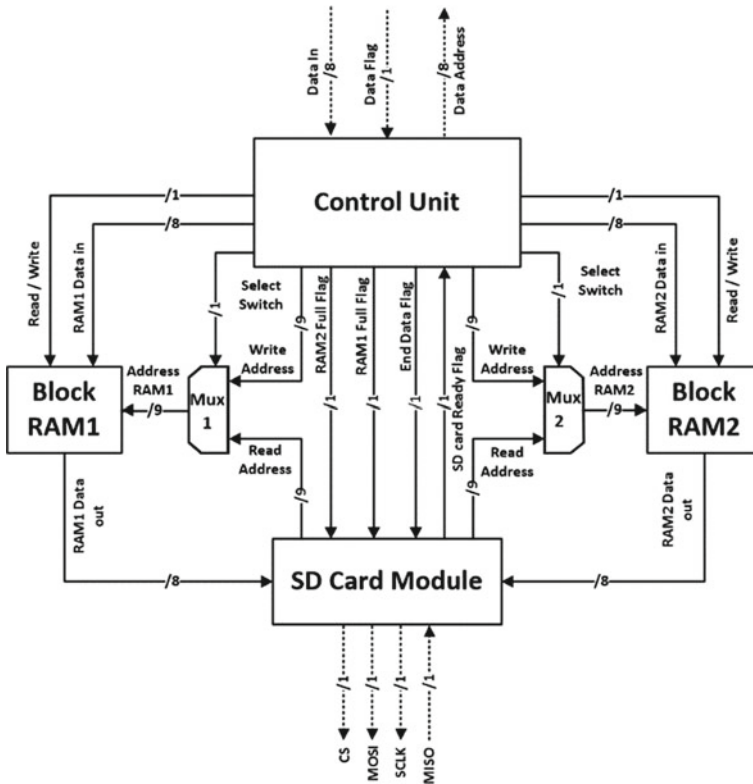 Data In
/8
Data Flag
/1
/8
Data Address
Control Unit
/1
/8
Read / Write
RAM1 Data in
/1
Select
Switch
/9
Write
Address
RAM2 Full Flag
/1
RAM1 Full Flag
/1
End Data Flag
/1
SD card Ready Flag
/1
/9
Write
Address
Select
Switch
/1
/1
/8
RAM2 Data in
Read / Write
Block
RAM1
Address
RAM1
/9
Mux
1
Read
Address
/9
Mux
2
Address
RAM2
/9
Block
RAM2
Read
Address
/9
RAM1 Data
out
/8
SD Card Module
RAM2 Data
out
/8
/1
CS
/1
MOSI
/1
SCLK
/1
MISO